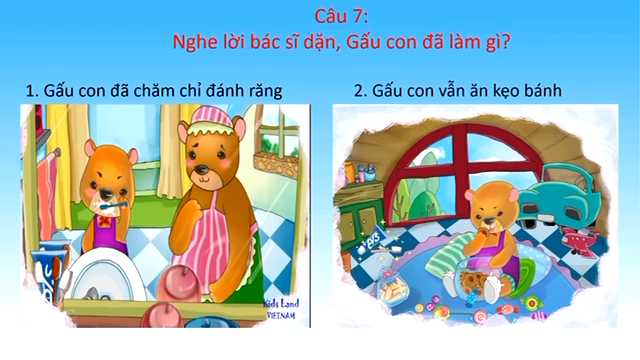 Câu 7:
Nghe lời bác sĩ dặn, Gấu con đã làm gì?
1. Gấu con đã chăm chỉ đánh răng
2. Gấu con vẫn ăn kẹo bánh
Kids Land
VIETNAM